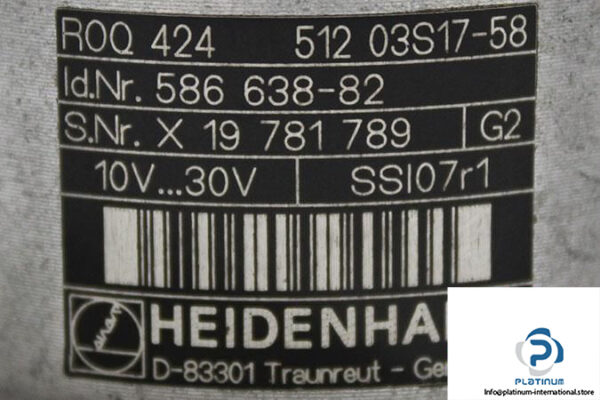 ROQ 424 512 03S17-58
Id.Nr. 586 638-82
S.Nr. X 19 781 789 G2
10V...30V SSI07r1
HEIDENHA
D-83301 Traunreut - Ge
PLATINUM
Info@platinum-international.store